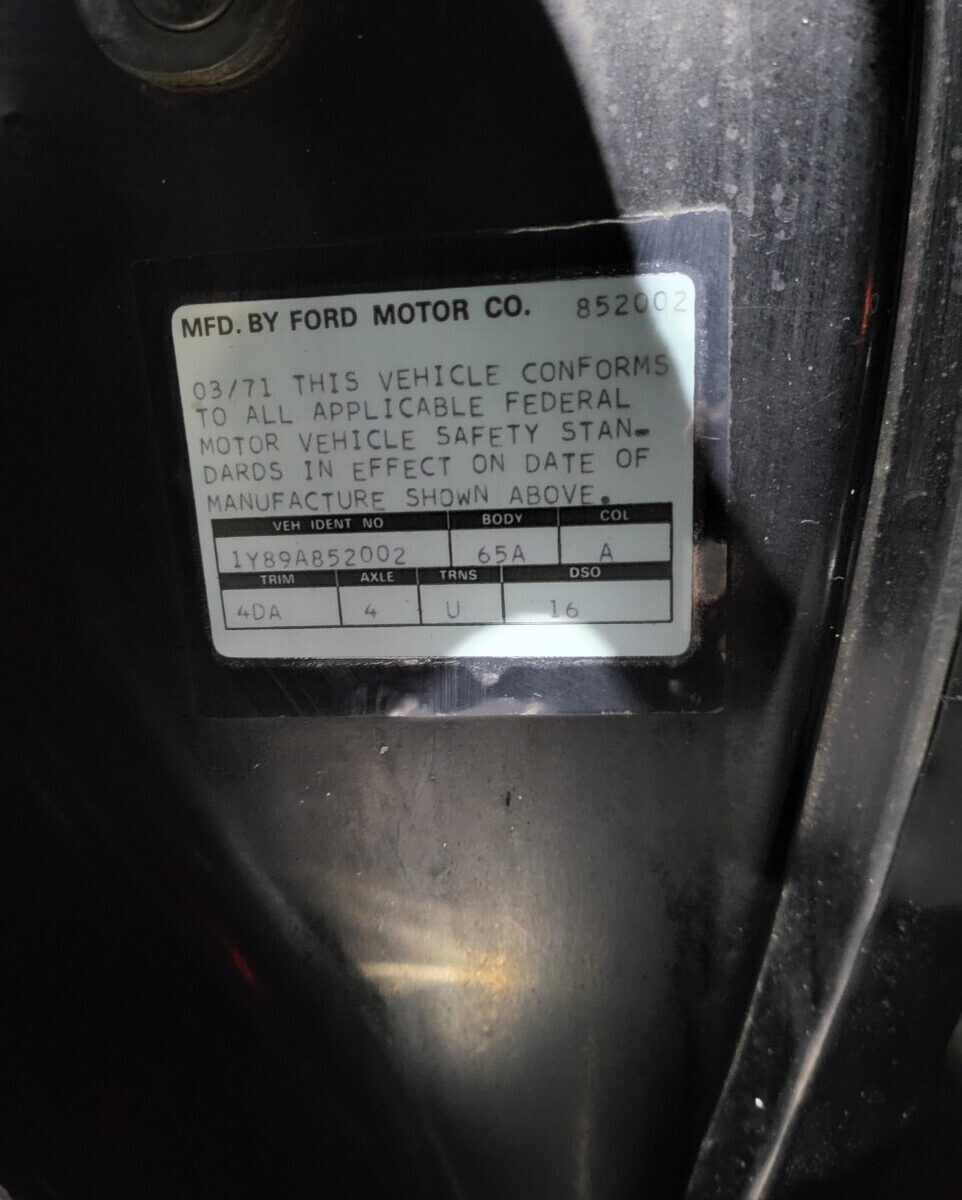 MFD. BY FORD MOTOR CO. 852002
03/71 THIS VEHICLE CONFORMS
TO ALL APPLICABLE FEDERAL
MOTOR VEHICLE SAFETY STAN-
DARDS IN EFFECT ON DATE OF
MANUFACTURE SHOWN ABOVE.
VEH IDENT NO BODY COL
1Y89A852002 65A A
TRIM AXLE TRNS DSO
4DA 4 U 16